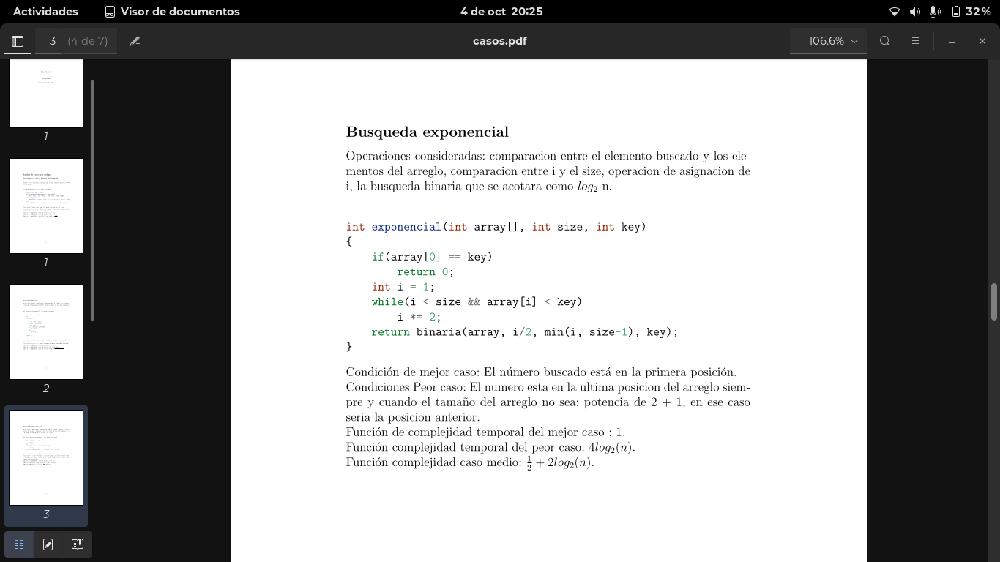 Actividades Visor de documentos 4 de oct 20:25 32%
3 (4 de 7) casos.pdf 106.6%
1
1
2
3
Busqueda exponencial
Operaciones consideradas: comparacion entre el elemento buscado y los ele-
mentos del arreglo, comparacion entre i y el size, operacion de asignacion de
i, la busqueda binaria que se acotara como log₂ n.
int exponencial(int array[], int size, int key)
{
    if(array[0] == key)
        return 0;
    int i = 1;
    while(i < size && array[i] < key)
        i *= 2;
    return binaria(array, i/2, min(i, size-1), key);
}
Condición de mejor caso: El número buscado está en la primera posición.
Condiciones Peor caso: El numero esta en la ultima posicion del arreglo siem-
pre y cuando el tamaño del arreglo no sea: potencia de 2 + 1, en ese caso
seria la posicion anterior.
Función de complejidad temporal del mejor caso : 1.
Función complejidad temporal del peor caso: 4log₂(n).
Función complejidad caso medio: 1/2 + 2log₂(n).